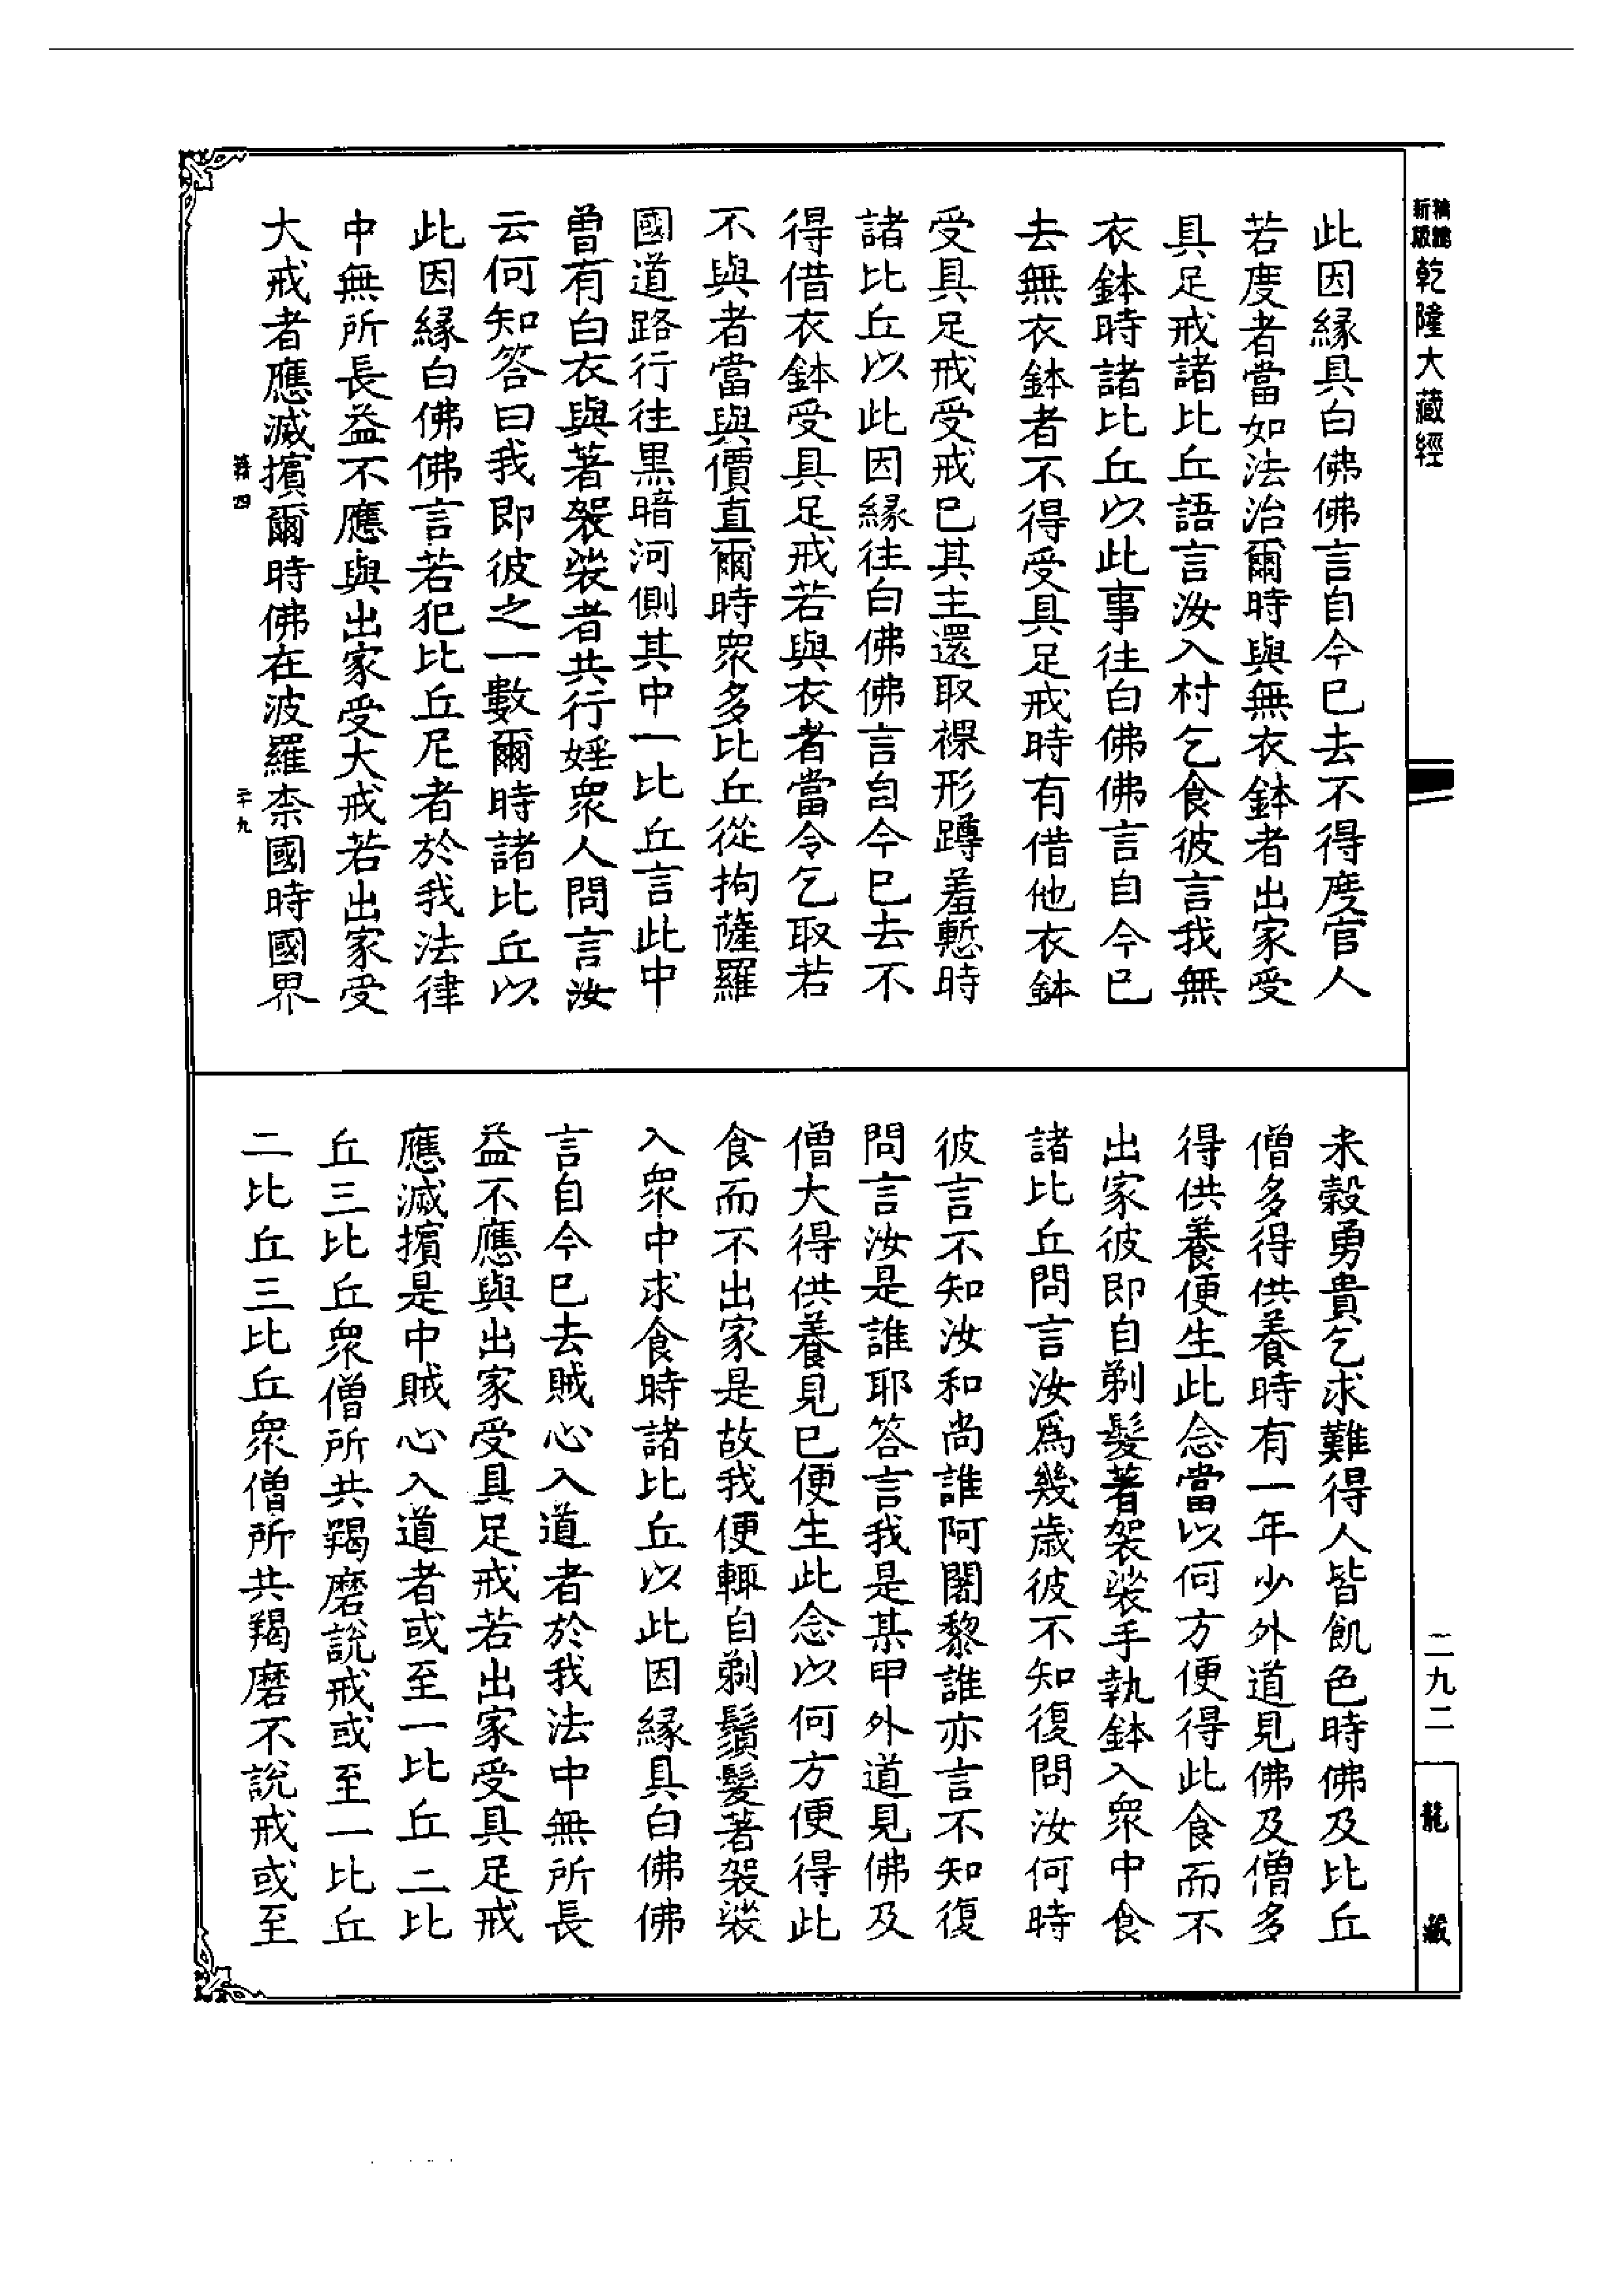 新版
精縮
乾隆大藏經
此因緣具白佛佛言自今已去不得度官人
若度者當如法治爾時與無衣鉢者出家受
具足戒諸比丘語言汝入村乞食彼言我無
衣鉢時諸比丘以此事往白佛佛言自今已
去無衣鉢者不得受具足戒時有借他衣鉢
受具足戒受戒已其主還取裸形蹲羞慙時
諸比丘以此因緣往白佛佛言自今已去不
得借衣鉢受具足戒若與衣者當令乞取若
不與者當與價直爾時眾多比丘從拘薩羅
國道路行往黑暗河側其中一比丘言此中
曾有白衣與著袈裟者共行婬眾人問言汝
云何知答曰我即彼之一數爾時諸比丘以
此因緣白佛佛言若犯比丘尼者於我法律
中無所長益不應與出家受大戒若出家受
大戒者應滅擯爾時佛在波羅柰國時國界
二十九
未穀勇貴乞求難得人皆飢色時佛及比丘
僧多得供養時有一年少外道見佛及僧多
得供養便生此念當以何方便得此食而不
出家彼即自剃髮著袈裟手執鉢入眾中食
諸比丘問言汝為幾歲彼不知復問汝何時
彼言不知汝和尚誰阿闍黎誰亦言不知復
問言汝是誰耶答言我是某甲外道見佛及
僧大得供養見已便生此念以何方便得此
食而不出家是故我便輒自剃鬚髮著袈裟
入眾中求食時諸比丘以此因緣具白佛佛
言自今已去賊心入道者於我法中無所長
益不應與出家受具足戒若出家受具足戒
應滅擯是中賊心入道者或至一比丘二比
丘三比丘眾僧所共羯磨說戒或至一比丘
二比丘三比丘眾僧所共羯磨不說戒或至
二九二
龍藏